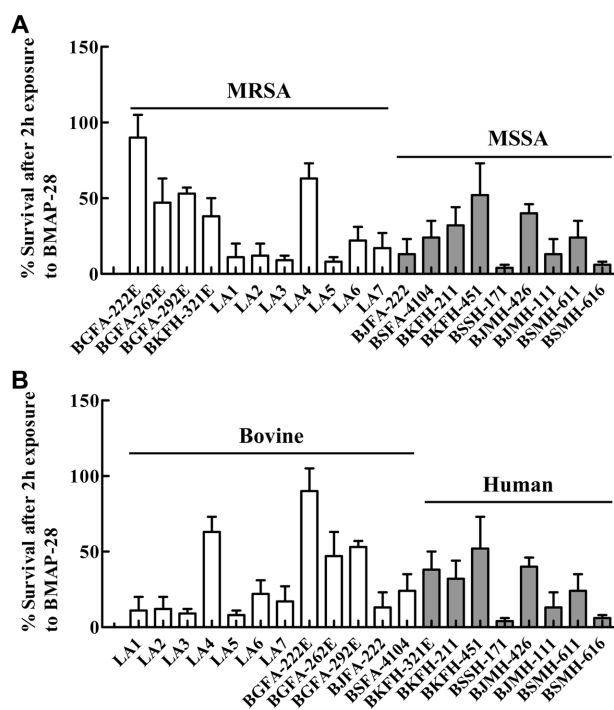 A
% Survival after 2h exposure
to BMAP-28
150
100
50
0
MRSA
MSSA
BGFA-222E
BGFA-262E
BGFA-292E
BKFH-321E
LA1
LA2
LA3
LA4
LA5
LA6
LA7
BJFA-222
BSFA-4104
BKFH-211
BKFH-451
BSSH-171
BJMH-426
BJMH-111
BSMH-611
BSMH-616
B
% Survival after 2h exposure
to BMAP-28
150
100
50
0
Bovine
Human
LA1
LA2
LA3
LA4
LA5
LA6
LA7
BGFA-222E
BGFA-262E
BGFA-292E
BJFA-222
BSFA-4104
BKFH-321E
BKFH-211
BKFH-451
BSSH-171
BJMH-426
BJMH-111
BSMH-611
BSMH-616